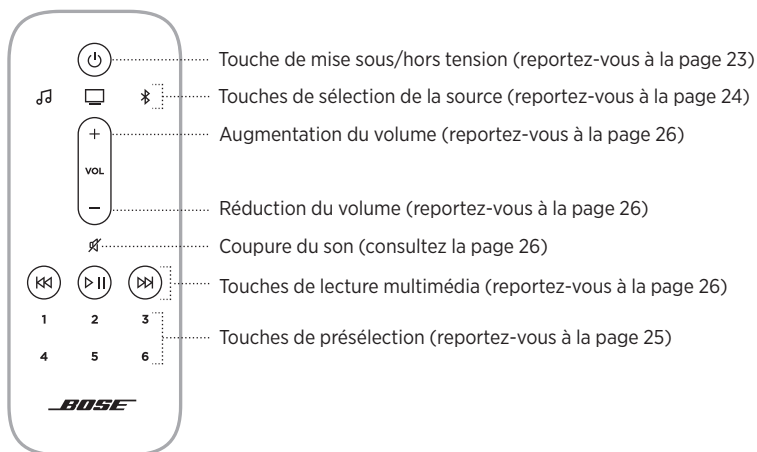 Touche de mise sous/hors tension (reportez-vous à la page 23)
Touches de sélection de la source (reportez-vous à la page 24)
+
Augmentation du volume (reportez-vous à la page 26)
VOL
–
Réduction du volume (reportez-vous à la page 26)
Coupure du son (consultez la page 26)
Touches de lecture multimédia (reportez-vous à la page 26)
1 2 3
Touches de présélection (reportez-vous à la page 25)
4 5 6
BOSE